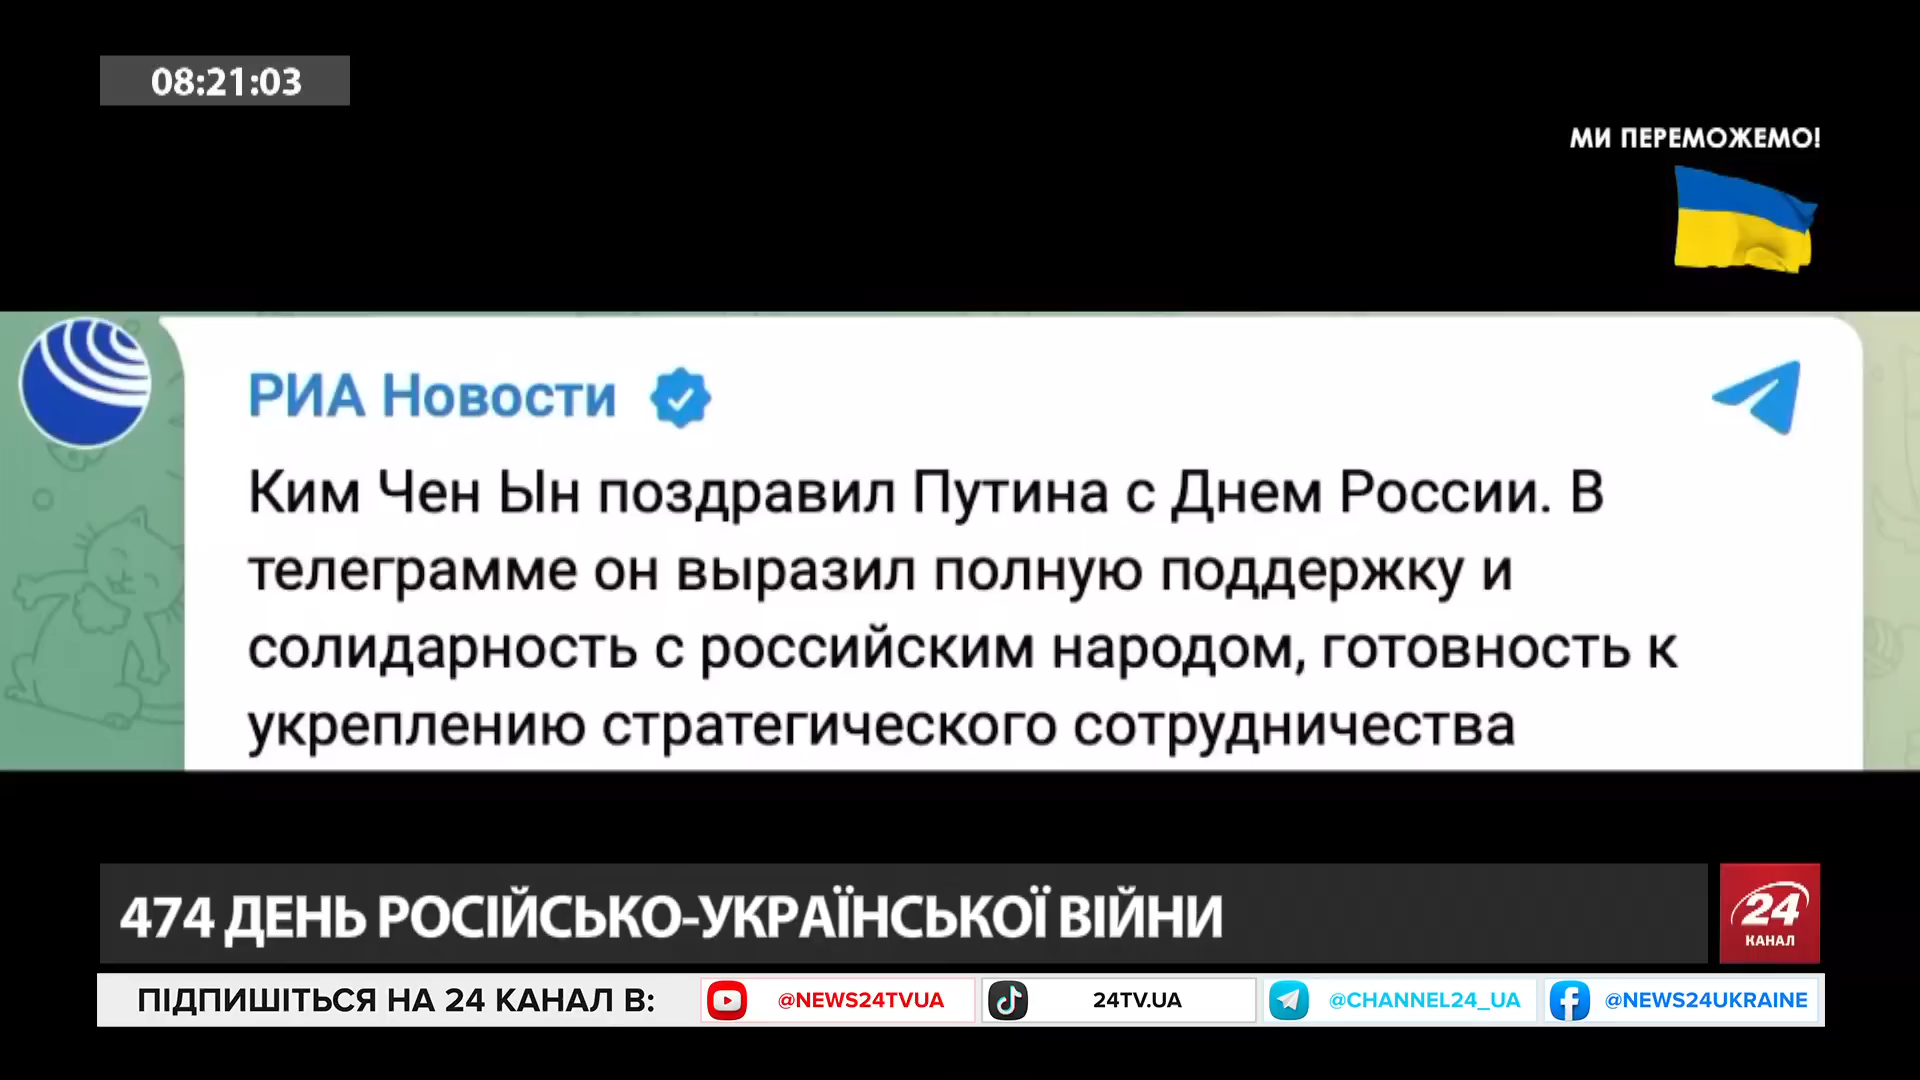 08:21:03
МИ ПЕРЕМОЖЕМО!
РИА Новости
Ким Чен Ын поздравил Путина с Днем России. В
телеграмме он выразил полную поддержку и
солидарность с российским народом, готовность к
укреплению стратегического сотрудничества
474 ДЕНЬ РОСІЙСЬКО-УКРАЇНСЬКОЇ ВІЙНИ
24
КАНАЛ
ПІДПИШІТЬСЯ НА 24 КАНАЛ В: @NEWS24TVUA 24TV.UA @CHANNEL24_UA @NEWS24UKRAINE